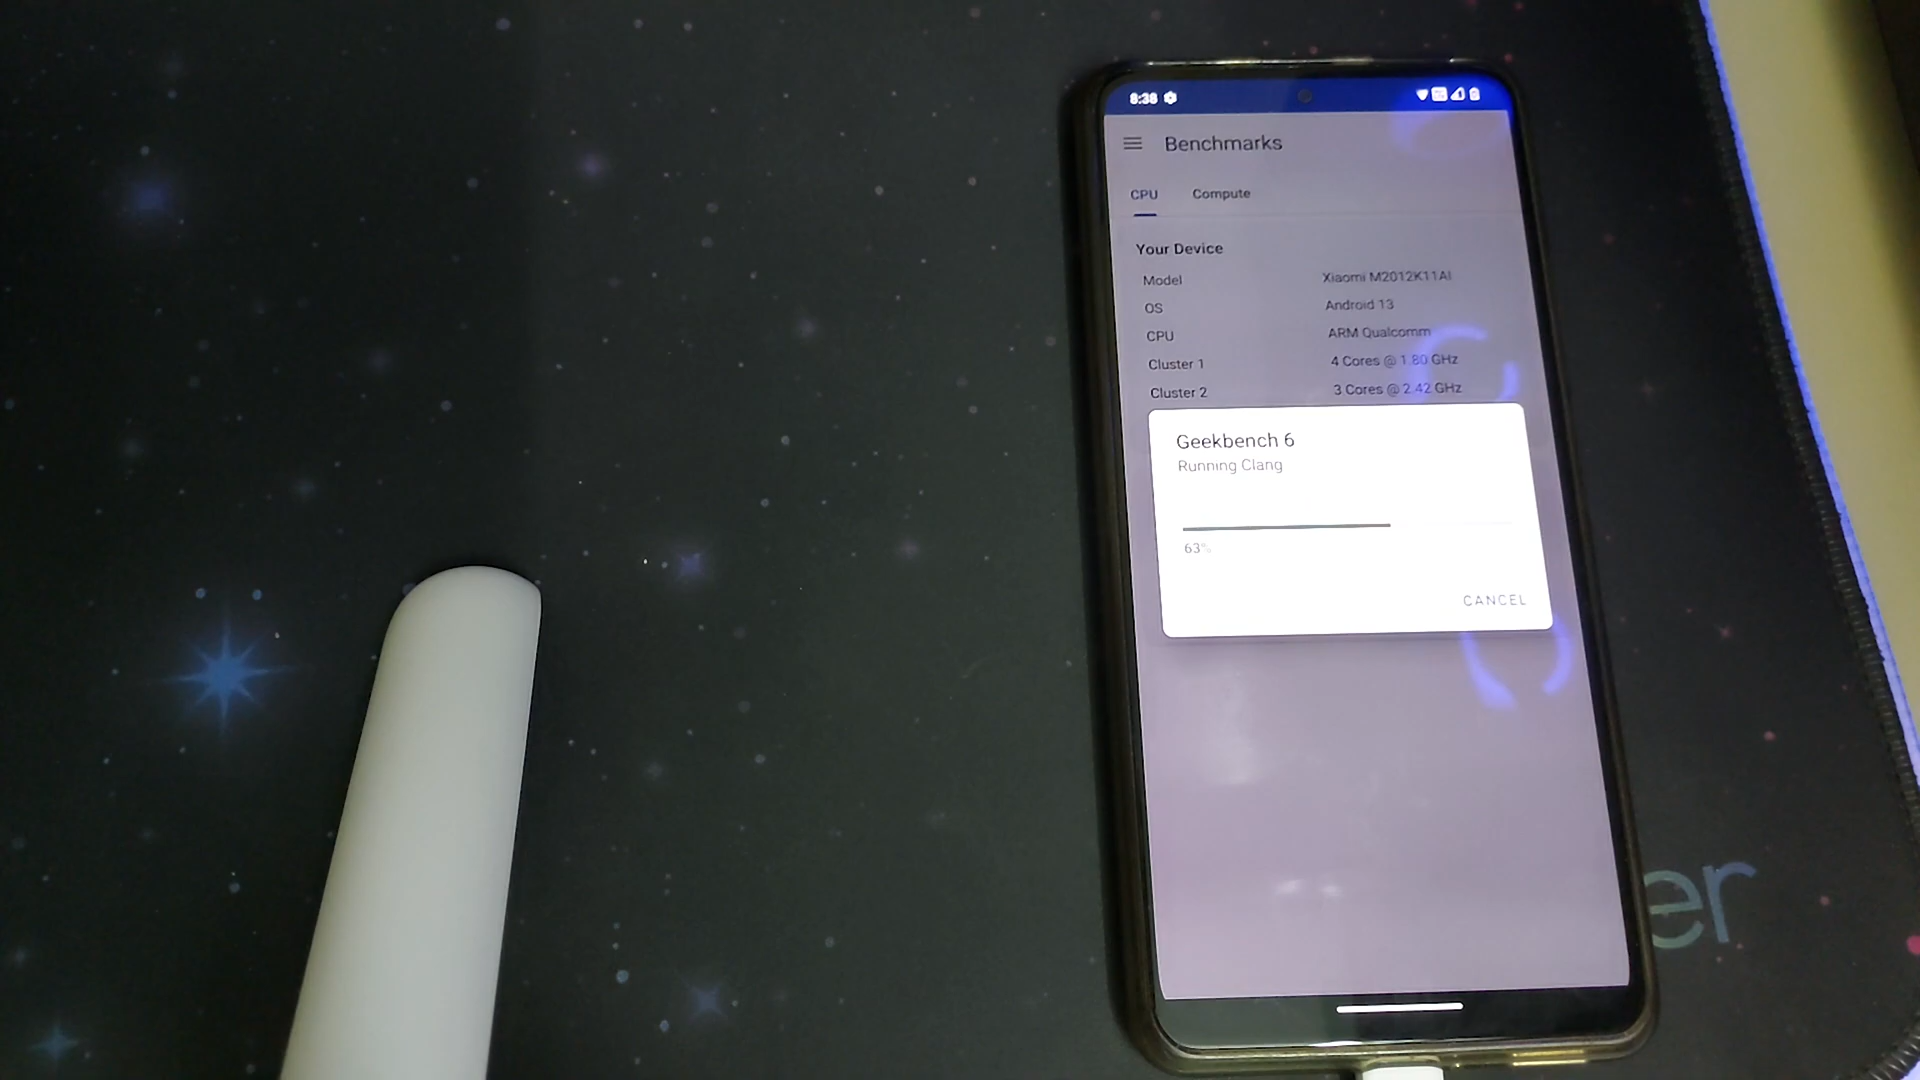 8:38
Benchmarks
CPU Compute
Your Device
Model Xiaomi M2012K11AI
OS Android 13
CPU ARM Qualcomm
Cluster 1 4 Cores @ 1.80 GHz
Cluster 2 3 Cores @ 2.42 GHz
Geekbench 6
Running Clang
63%
CANCEL
er